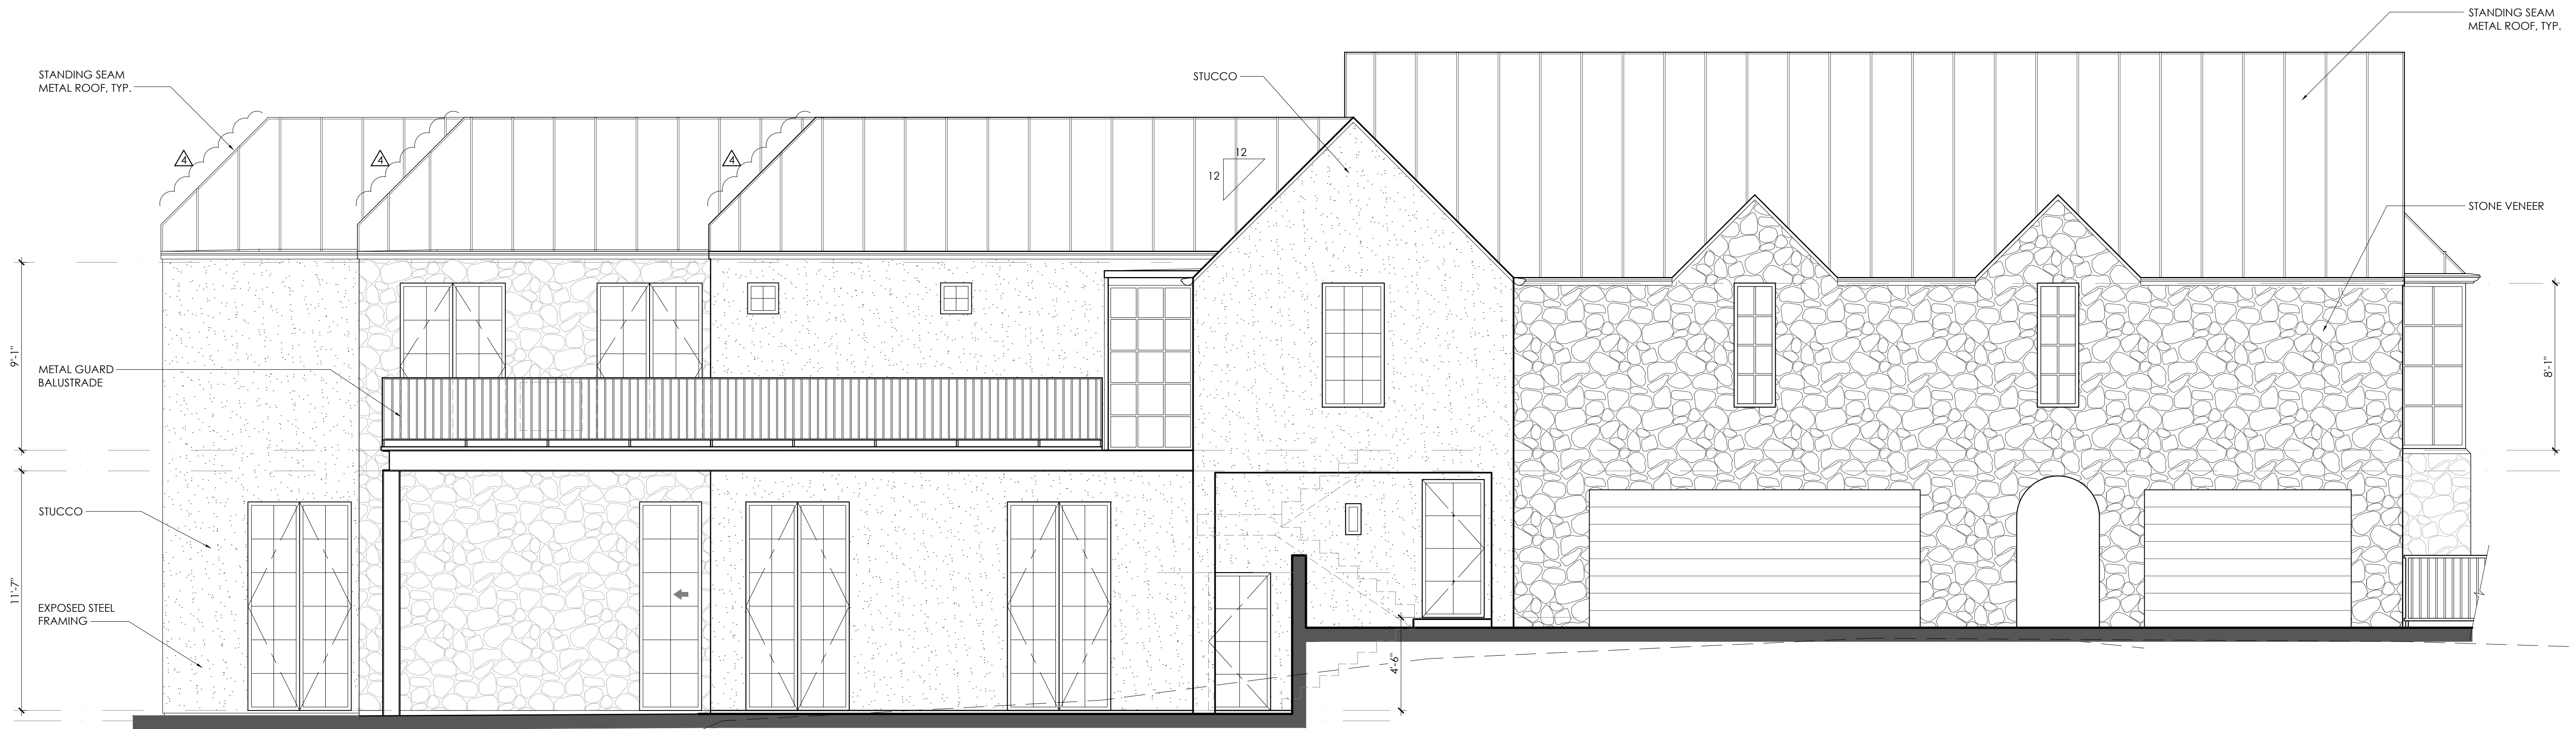 STANDING SEAM
METAL ROOF, TYP.
STANDING SEAM
METAL ROOF, TYP.
STUCCO
4
4
4
12
12
STONE VENEER
9'-1"
METAL GUARD
BALUSTRADE
8'-1"
STUCCO
11'-7"
EXPOSED STEEL
FRAMING
4'-6"